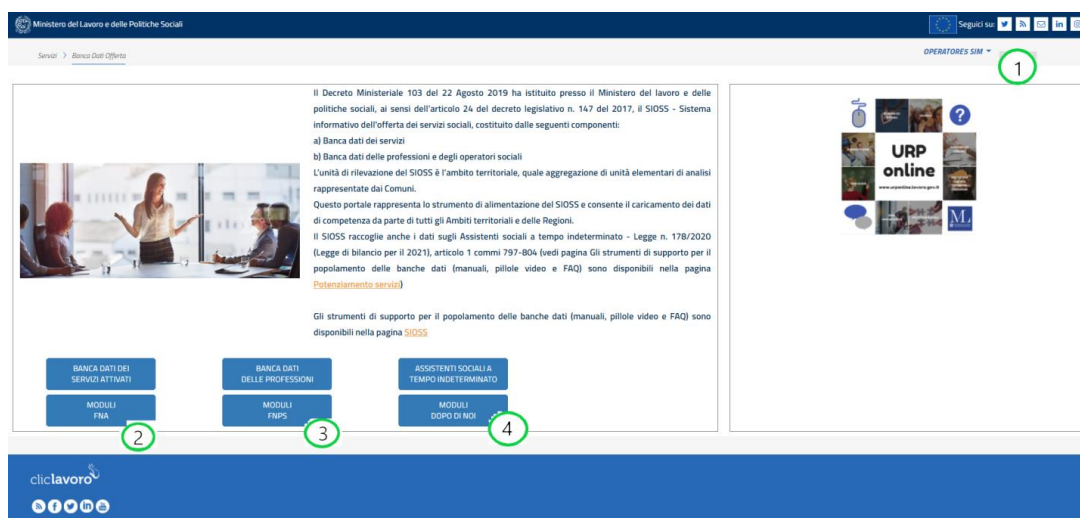 Ministero del Lavoro e delle Politiche Sociali
Seguici su:
Servizi > Banca Dati Offerta
OPERATORES SIM
1
Il Decreto Ministeriale 103 del 22 Agosto 2019 ha istituito presso il Ministero del lavoro e delle
politiche sociali, ai sensi dell'articolo 24 del decreto legislativo n. 147 del 2017, il SIOSS - Sistema
informativo dell'offerta dei servizi sociali, costituito dalle seguenti componenti:
a) Banca dati dei servizi
b) Banca dati delle professioni e degli operatori sociali
L'unità di rilevazione del SIOSS è l'ambito territoriale, quale aggregazione di unità elementari di analisi
rappresentate dai Comuni.
Questo portale rappresenta lo strumento di alimentazione del SIOSS e consente il caricamento dei dati
di competenza da parte di tutti gli Ambiti territoriali e delle Regioni.
Il SIOSS raccoglie anche i dati sugli Assistenti sociali a tempo indeterminato - Legge n. 178/2020
(Legge di bilancio per il 2021), articolo 1 commi 797-804 (vedi pagina Gli strumenti di supporto per il
popolamento delle banche dati (manuali, pillole video e FAQ) sono disponibili nella pagina
Potenziamento servizi)
Gli strumenti di supporto per il popolamento delle banche dati (manuali, pillole video e FAQ) sono
disponibili nella pagina SIOSS
URP
online
www.urponline.lavoro.gov.it
BANCA DATI DEI
SERVIZI ATTIVATI
BANCA DATI
DELLE PROFESSIONI
ASSISTENTI SOCIALI A
TEMPO INDETERMINATO
MODULI
FNA
MODULI
FNPS
MODULI
DOPO DI NOI
2
3
4
cliclavoro